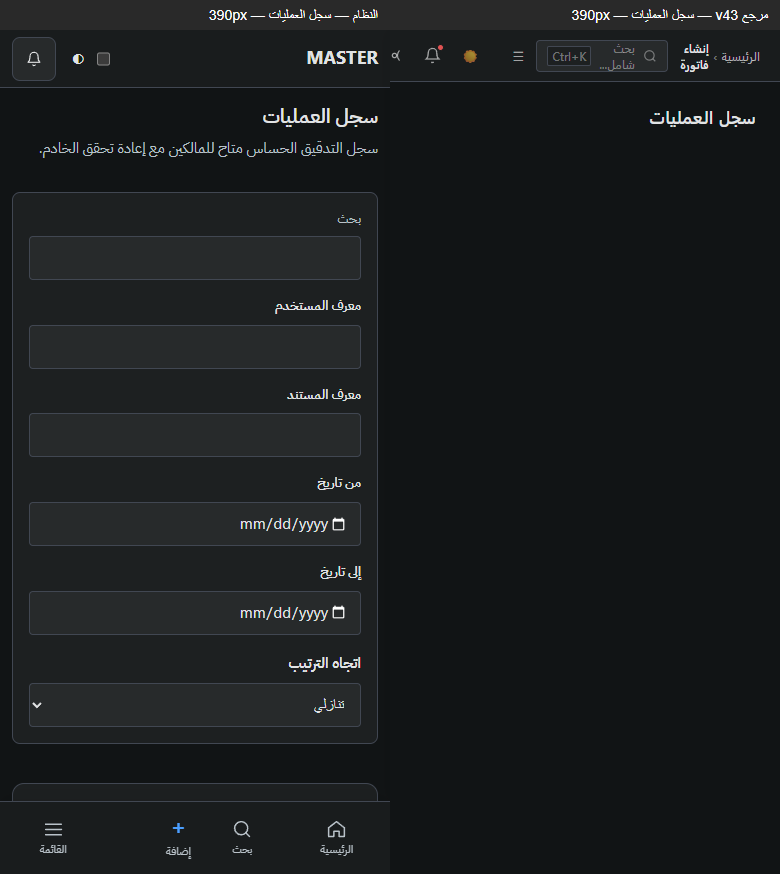 مرجع v43 — سجل العمليات — 390px
الرئيسية › إنشاء فاتورة
بحث شامل... Ctrl+K
سجل العمليات
النظام — سجل العمليات — 390px
MASTER
سجل العمليات
سجل التدقيق الحساس متاح للمالكين مع إعادة تحقق الخادم.
بحث
معرف المستخدم
معرف المستند
من تاريخ
mm/dd/yyyy
إلى تاريخ
mm/dd/yyyy
اتجاه الترتيب
تنازلي
الرئيسية
بحث
إضافة
القائمة